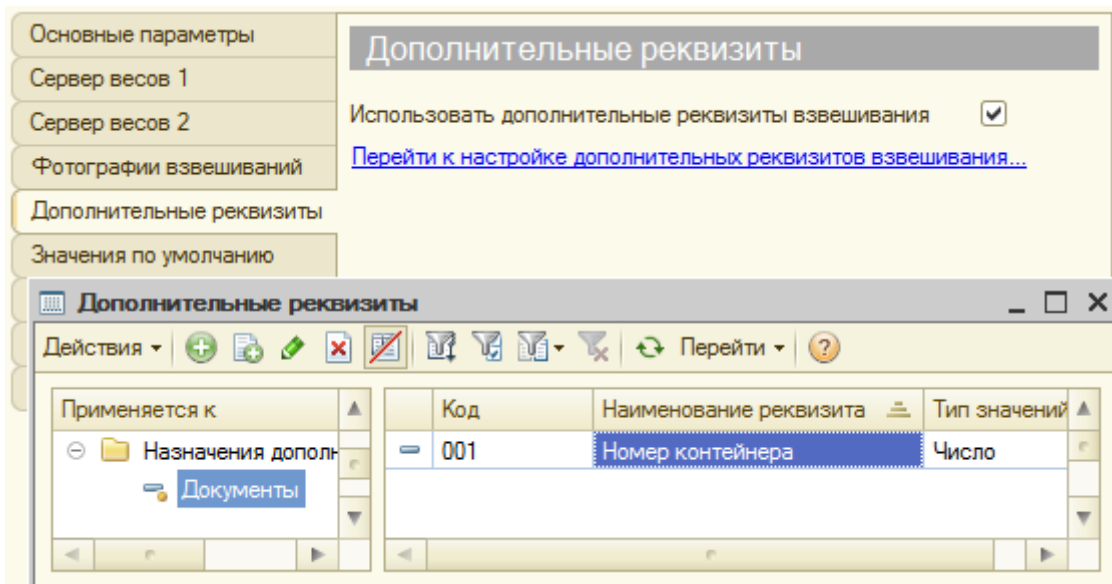 Основные параметры
Сервер весов 1
Сервер весов 2
Фотографии взвешиваний
Дополнительные реквизиты
Значения по умолчанию
Дополнительные реквизиты
Использовать дополнительные реквизиты взвешивания
Перейти к настройке дополнительных реквизитов взвешивания...
Дополнительные реквизиты
Действия Перейти
Применяется к
Назначения дополн
Документы
Код Наименование реквизита Тип значений
001 Номер контейнера Число